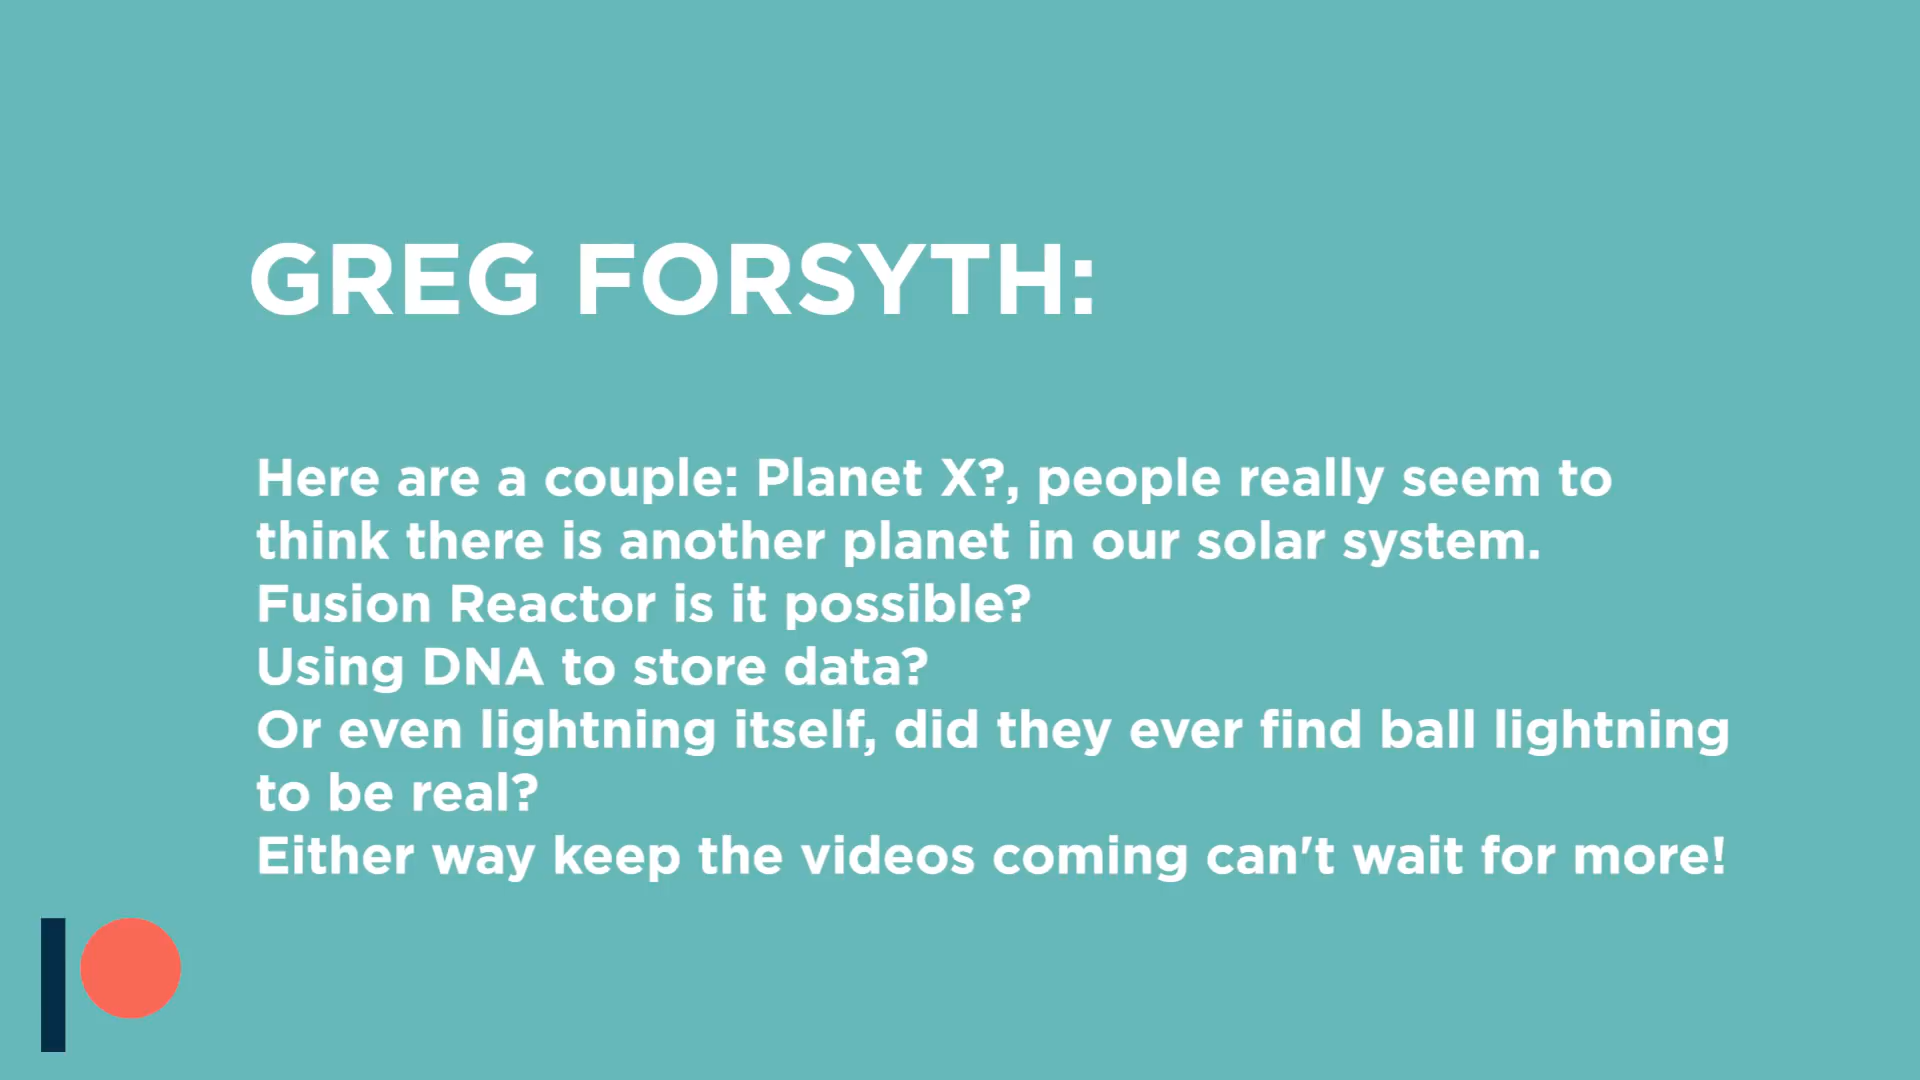 GREG FORSYTH:
Here are a couple: Planet X?, people really seem to
think there is another planet in our solar system.
Fusion Reactor is it possible?
Using DNA to store data?
Or even lightning itself, did they ever find ball lightning
to be real?
Either way keep the videos coming can't wait for more!